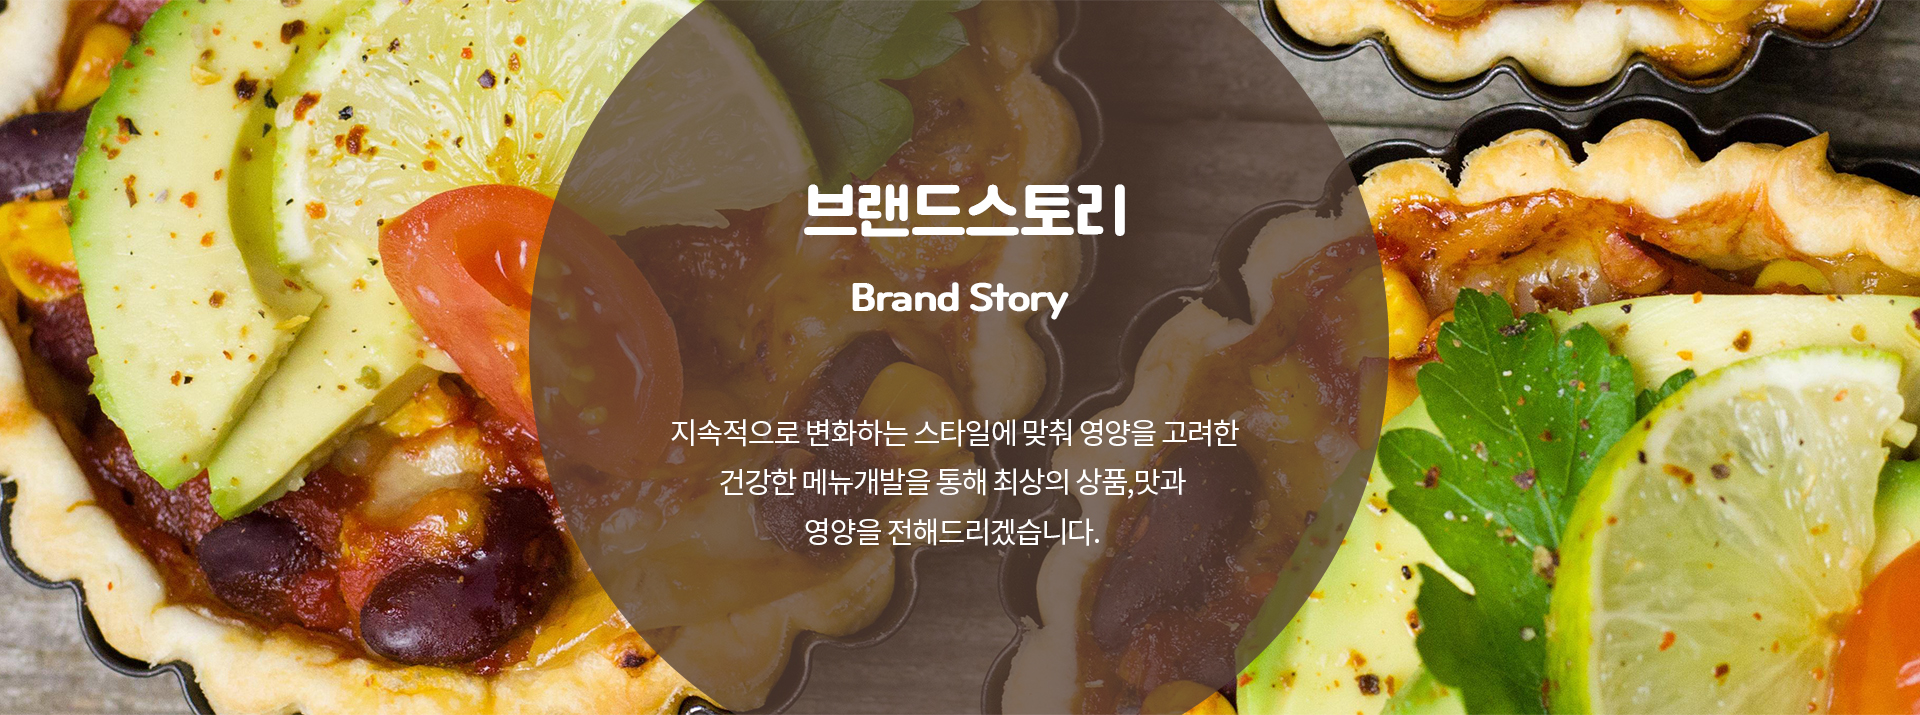 브랜드스토리
Brand Story
지속적으로 변화하는 스타일에 맞춰 영양을 고려한
건강한 메뉴개발을 통해 최상의 상품,맛과
영양을 전해드리겠습니다.